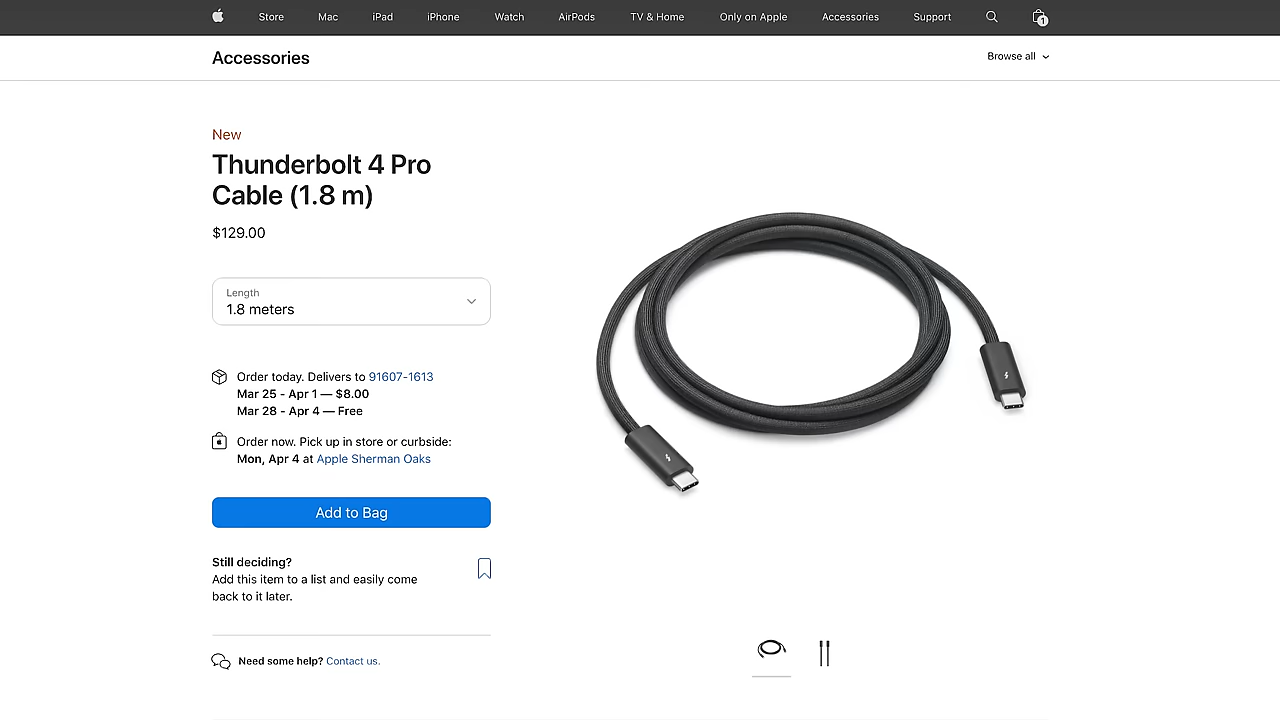 Store Mac iPad iPhone Watch AirPods TV & Home Only on Apple Accessories Support 1
Accessories
Browse all
New
Thunderbolt 4 Pro
Cable (1.8 m)
$129.00
Length
1.8 meters
Order today. Delivers to 91607-1613
Mar 25 - Apr 1 — $8.00
Mar 28 - Apr 4 — Free
Order now. Pick up in store or curbside:
Mon, Apr 4 at Apple Sherman Oaks
Add to Bag
Still deciding?
Add this item to a list and easily come
back to it later.
Need some help? Contact us.